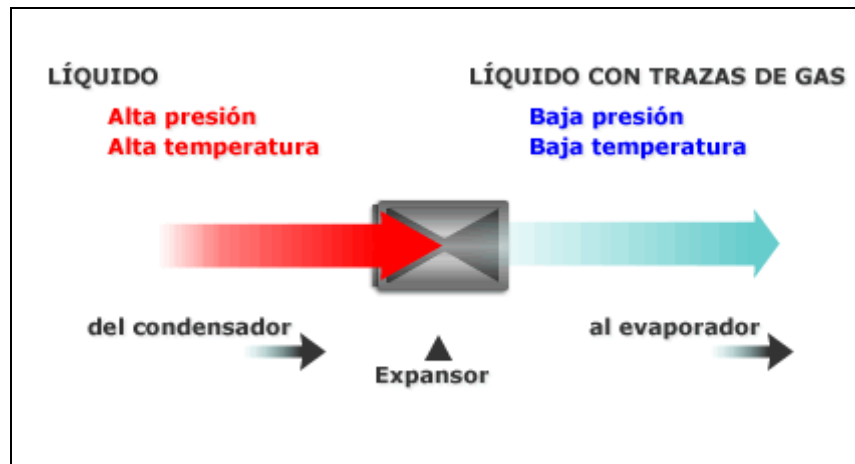 LÍQUIDO
Alta presión
Alta temperatura
LÍQUIDO CON TRAZAS DE GAS
Baja presión
Baja temperatura
del condensador
Expansor
al evaporador